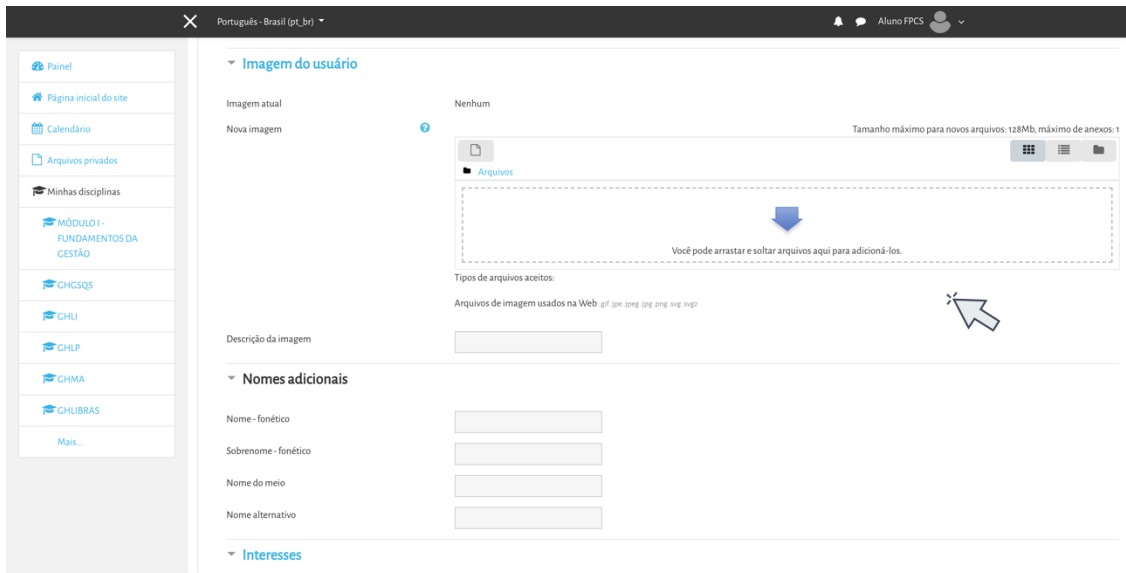 Português - Brasil (pt_br)
Aluno FPCS
Painel
Página inicial do site
Calendário
Arquivos privados
Minhas disciplinas
MÓDULO I -
FUNDAMENTOS DA
GESTÃO
GHGSQS
GHLI
GHLP
GHMA
GHLIBRAS
Mais...
Imagem do usuário
Imagem atual
Nenhum
Nova imagem
Tamanho máximo para novos arquivos: 128Mb, máximo de anexos: 1
Arquivos
Você pode arrastar e soltar arquivos aqui para adicioná-los.
Tipos de arquivos aceitos:
Arquivos de imagem usados na Web .gif .jpe .jpeg .jpg .png .svg .svgz
Descrição da imagem
Nomes adicionais
Nome - fonético
Sobrenome - fonético
Nome do meio
Nome alternativo
Interesses